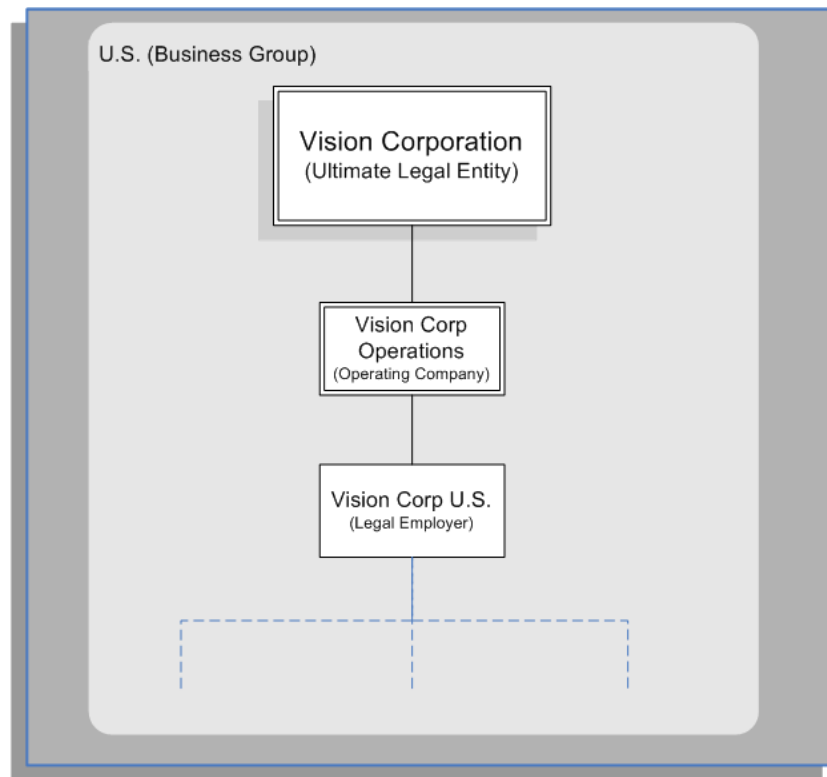 U.S. (Business Group)
Vision Corporation
(Ultimate Legal Entity)
Vision Corp
Operations
(Operating Company)
Vision Corp U.S.
(Legal Employer)